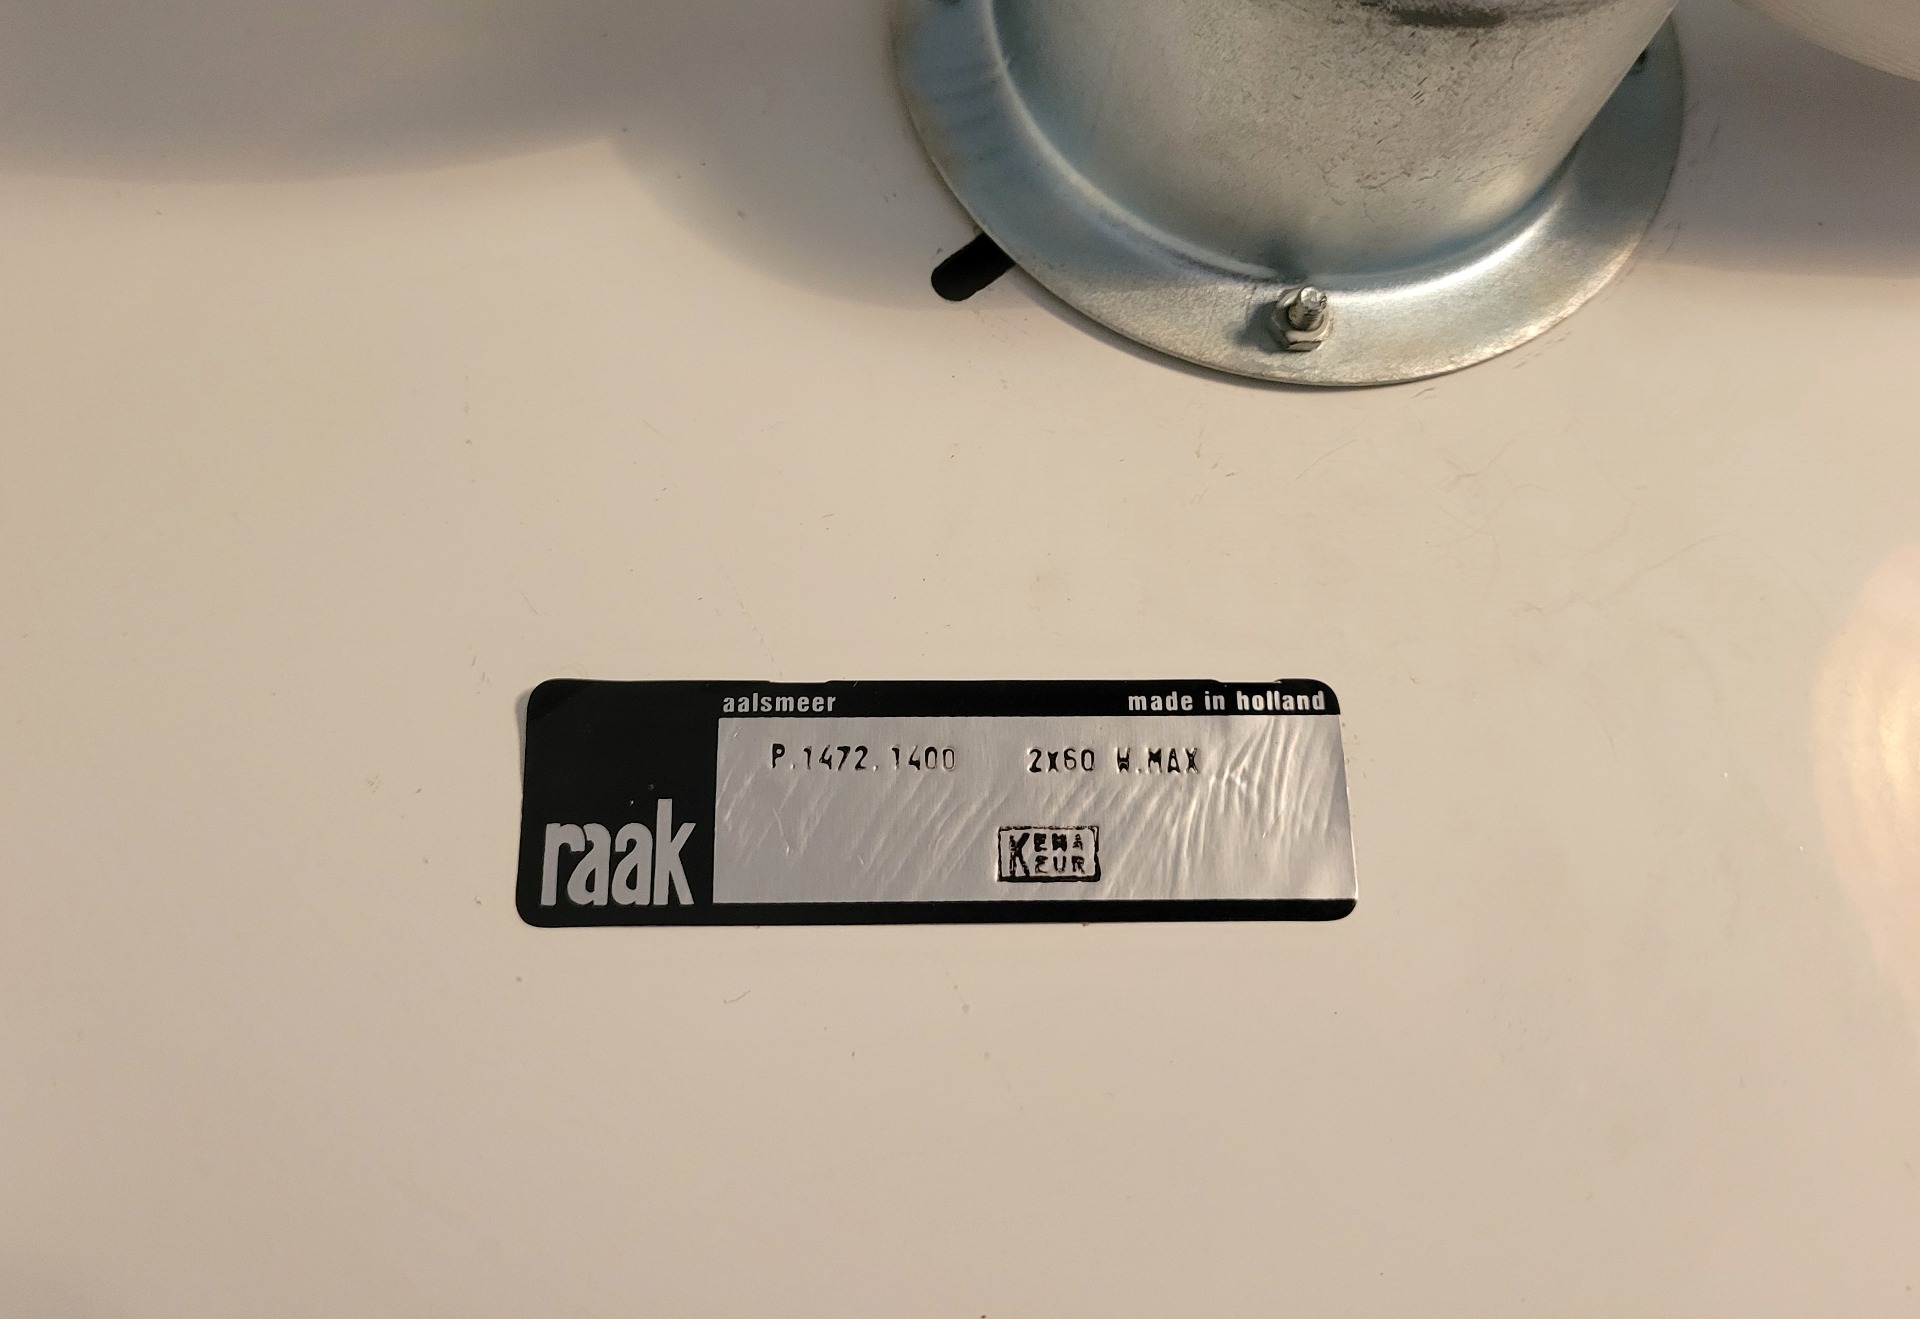 aalsmeer made in holland
P.1472.1400 2X60 W.MAX
raak
KEMA
KEUR